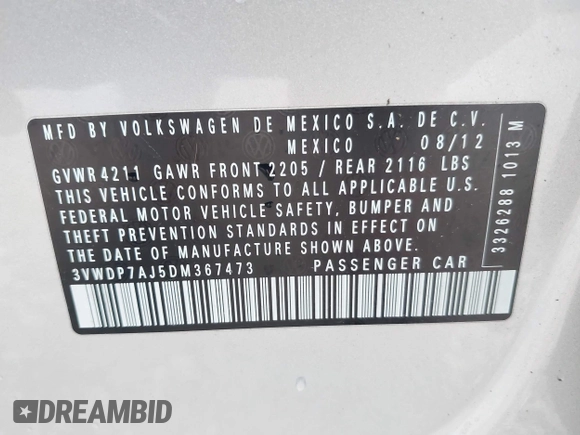 MFD BY VOLKSWAGEN DE MEXICO S.A. DE C.V.
MEXICO 08/12
GVWR 4211 GAWR FRONT 2205 / REAR 2116 LBS
THIS VEHICLE CONFORMS TO ALL APPLICABLE U.S.
FEDERAL MOTOR VEHICLE SAFETY, BUMPER AND
THEFT PREVENTION STANDARDS IN EFFECT ON
THE DATE OF MANUFACTURE SHOWN ABOVE.
3VWDP7AJ5DM367473 PASSENGER CAR
3326288 1013 M
DREAMBID